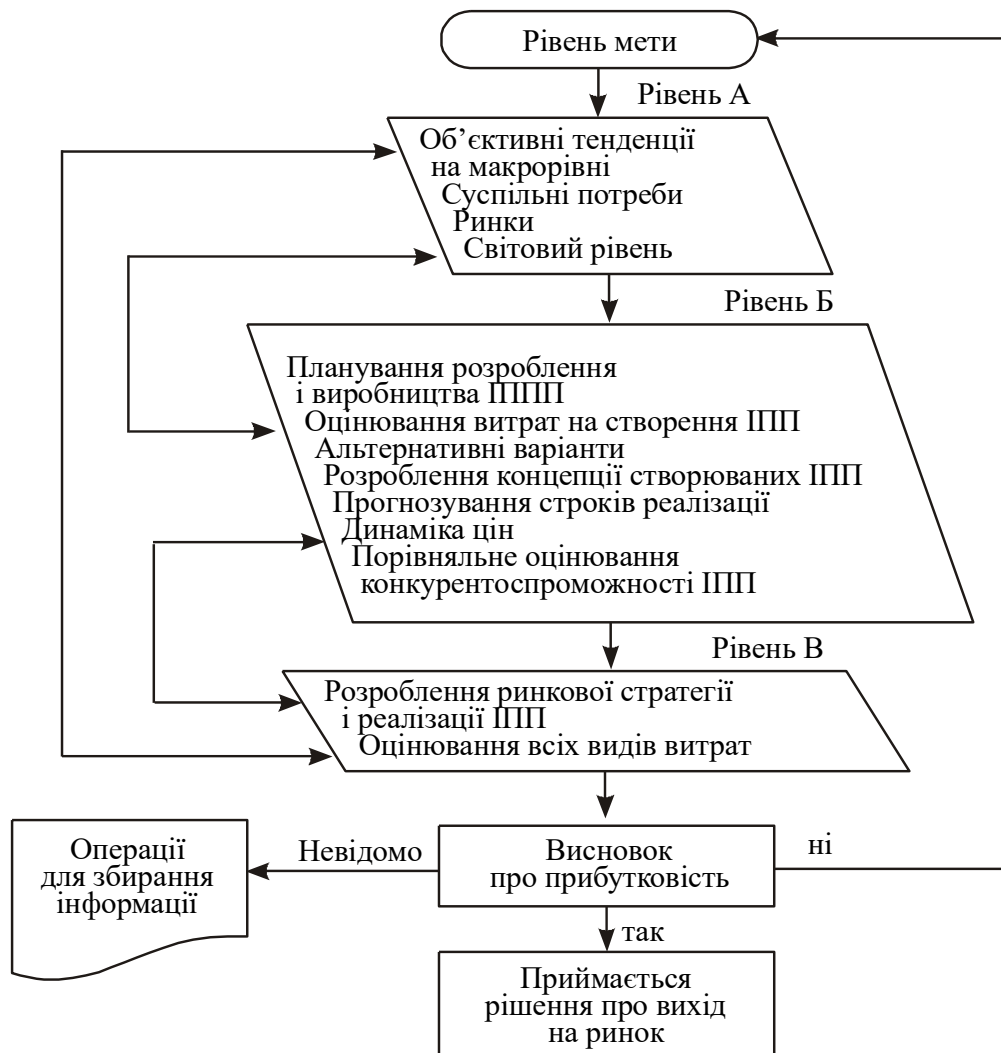 Рівень мети
Рівень А
Об’єктивні тенденції
на макрорівні
Суспільні потреби
Ринки
Світовий рівень
Рівень Б
Планування розроблення
і виробництва ІППП
Оцінювання витрат на створення ІПП
Альтернативні варіанти
Розроблення концепції створюваних ІПП
Прогнозування строків реалізації
Динаміка цін
Порівняльне оцінювання
конкурентоспроможності ІПП
Рівень В
Розроблення ринкової стратегії
і реалізації ІПП
Оцінювання всіх видів витрат
Операції
для збирання
інформації
Невідомо
Висновок
про прибутковість
ні
так
Приймається
рішення про вихід
на ринок